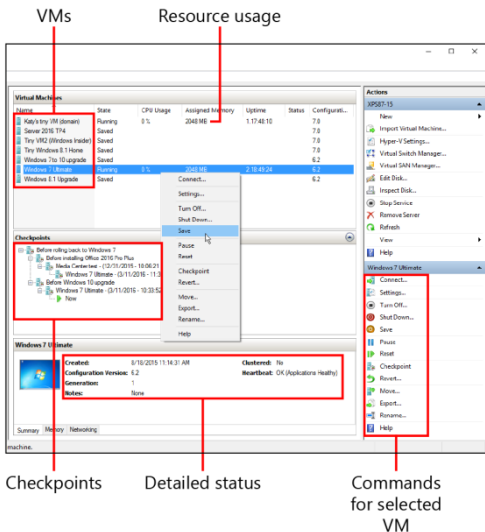 VMs Resource usage
Actions
Virtual Machines
XPS87-15
Name State CPU Usage Assigned Memory Uptime Status Configurati...
New
Katy's tiny VM (domain) Running 0 % 2048 MB 1.17:48:10 7.0
Import Virtual Machine...
Server 2016 TP4 Saved 7.0
Hyper-V Settings...
Tiny VM2 (Windows Insider) Saved 7.0
Virtual Switch Manager...
Tiny Windows 8.1 Home Saved 7.0
Virtual SAN Manager...
Windows 7 to 10 upgrade Saved 6.2
Edit Disk...
Windows 7 Ultimate Running 0 % 2048 MB 2.18:49:24 6.2
Windows 8.1 Upgrade Saved 6.2
Inspect Disk...
Connect...
Stop Service
Settings...
Remove Server
Turn Off...
Refresh
Shut Down...
View
Save
Help
Checkpoints
Pause
Before rolling back to Windows 7
Reset
Before installing Office 2016 Pro Plus
Media Center test - (12/31/2015 - 10:06:21
Windows 7 Ultimate - (3/11/2016 - 11:3
Checkpoint
Before Windows 10 upgrade
Revert...
Windows 7 Ultimate - (3/11/2016 - 10:33:52
Now
Move...
Export...
Rename...
Help
Windows 7 Ultimate
Connect...
Settings...
Turn Off...
Shut Down...
Save
Pause
Reset
Checkpoint
Revert...
Move...
Export...
Rename...
Help
Windows 7 Ultimate
Created: 8/18/2015 11:14:31 AM Clustered: No
Configuration Version: 6.2 Heartbeat: OK (Applications Healthy)
Generation: 1
Notes: None
Summary Memory Networking
machine.
Checkpoints Detailed status Commands
for selected
VM